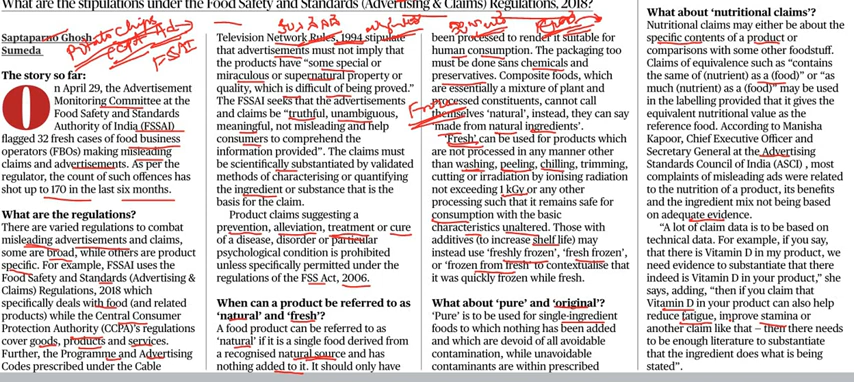 What are the stipulations under the Food Safety and Standards (Advertising & Claims) Regulations, 2018?
Saptaparno Ghosh
Sumeda
Potato chips
Ad
FSSAI
The story so far:
On April 29, the Advertisement
Monitoring Committee at the
Food Safety and Standards
Authority of India (FSSAI)
flagged 32 fresh cases of food business
operators (FBOs) making misleading
claims and advertisements. As per the
regulator, the count of such offences has
shot up to 170 in the last six months.
What are the regulations?
There are varied regulations to combat
misleading advertisements and claims,
some are broad, while others are product
specific. For example, FSSAI uses the
Food Safety and Standards (Advertising &
Claims) Regulations, 2018 which
specifically deals with food (and related
products) while the Central Consumer
Protection Authority (CCPA)'s regulations
cover goods, products and services.
Further, the Programme and Advertising
Codes prescribed under the Cable
Television Network Rules, 1994 stipulate
that advertisements must not imply that
the products have "some special or
miraculous or supernatural property or
quality, which is difficult of being proved."
The FSSAI seeks that the advertisements
and claims be "truthful, unambiguous,
meaningful, not misleading and help
consumers to comprehend the
information provided". The claims must
be scientifically substantiated by validated
methods of characterising or quantifying
the ingredient or substance that is the
basis for the claim.
Product claims suggesting a
prevention, alleviation, treatment or cure
of a disease, disorder or particular
psychological condition is prohibited
unless specifically permitted under the
regulations of the FSS Act, 2006.
When can a product be referred to as
'natural' and 'fresh'?
A food product can be referred to as
'natural' if it is a single food derived from
a recognised natural source and has
nothing added to it. It should only have
been processed to render it suitable for
human consumption. The packaging too
must be done sans chemicals and
preservatives. Composite foods, which
are essentially a mixture of plant and
processed constituents, cannot call
themselves 'natural', instead, they can say
'made from natural ingredients'.
'Fresh' can be used for products which
are not processed in any manner other
than washing, peeling, chilling, trimming,
cutting or irradiation by ionising radiation
not exceeding 1 kGy or any other
processing such that it remains safe for
consumption with the basic
characteristics unaltered. Those with
additives (to increase shelf life) may
instead use 'freshly frozen', 'fresh frozen',
or 'frozen from fresh' to contextualise that
it was quickly frozen while fresh.
What about 'pure' and 'original'?
'Pure' is to be used for single-ingredient
foods to which nothing has been added
and which are devoid of all avoidable
contamination, while unavoidable
contaminants are within prescribed
What about 'nutritional claims'?
Nutritional claims may either be about the
specific contents of a product or
comparisons with some other foodstuff.
Claims of equivalence such as "contains
the same of (nutrient) as a (food)" or "as
much (nutrient) as a (food)" may be used
in the labelling provided that it gives the
equivalent nutritional value as the
reference food. According to Manisha
Kapoor, Chief Executive Officer and
Secretary General at the Advertising
Standards Council of India (ASCI) , most
complaints of misleading ads were related
to the nutrition of a product, its benefits
and the ingredient mix not being based
on adequate evidence.
"A lot of claim data is to be based on
technical data. For example, if you say,
that there is Vitamin D in my product, we
need evidence to substantiate that there
indeed is Vitamin D in your product," she
says, adding, "then if you claim that
Vitamin D in your product can also help
reduce fatigue, improve stamina or
another claim like that – then there needs
to be enough literature to substantiate
that the ingredient does what is being
stated".